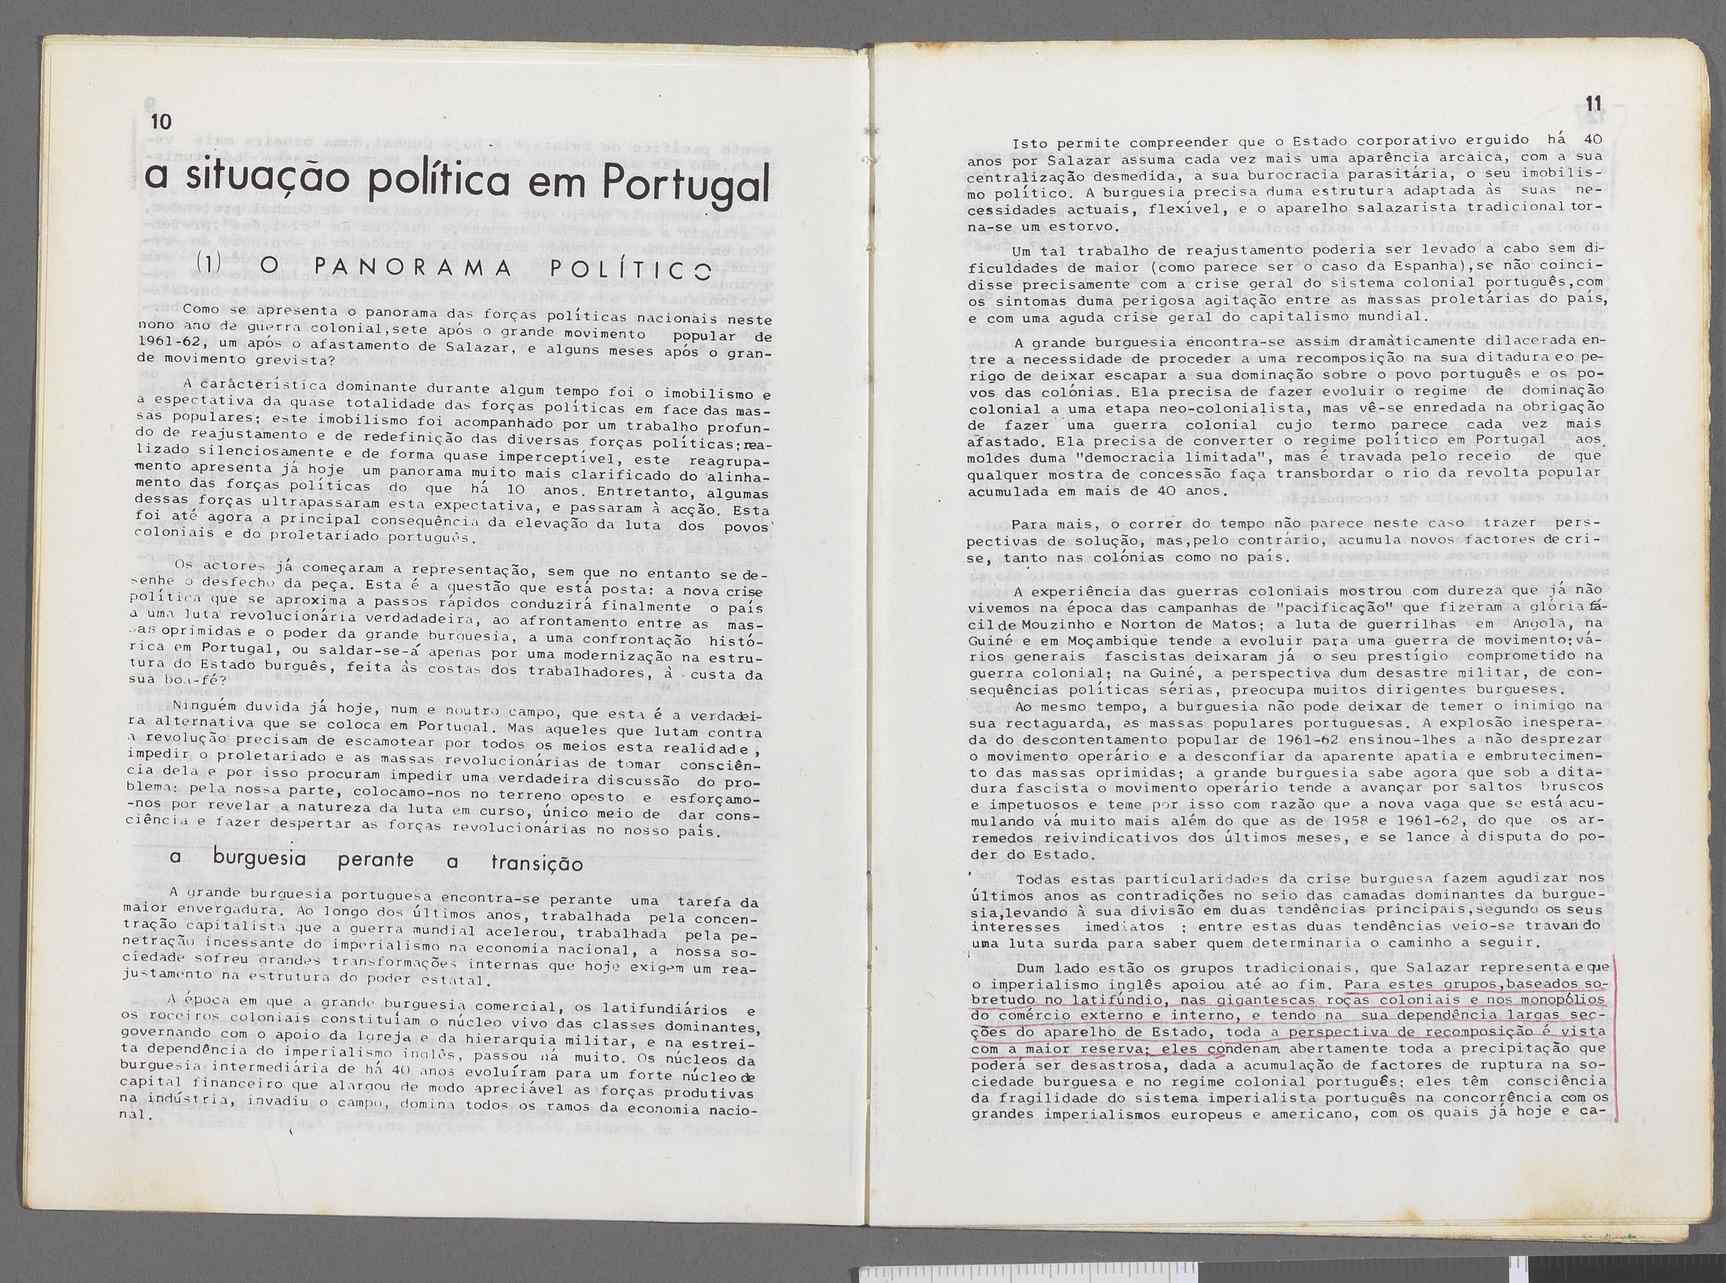 10
a situação política em Portugal
(1) O PANORAMA POLÍTICO
Como se apresenta o panorama das forças políticas nacionais neste
nono ano de guerra colonial,sete após o grande movimento popular de
1961-62, um após o afastamento de Salazar, e alguns meses após o gran-
de movimento grevista?
A carácterística dominante durante algum tempo foi o imobilismo e
a espectativa da quase totalidade das forças políticas em face das mas-
sas populares; este imobilismo foi acompanhado por um trabalho profun-
do de reajustamento e de redefinição das diversas forças políticas;rea-
lizado silenciosamente e de forma quase imperceptível, este reagrupa-
mento apresenta já hoje um panorama muito mais clarificado do alinha-
mento das forças políticas do que há 10 anos. Entretanto, algumas
dessas forças ultrapassaram esta expectativa, e passaram à acção. Esta
foi até agora a principal consequência da elevação da luta dos povos
coloniais e do proletariado português.
Os actores já começaram a representação, sem que no entanto se de-
senhe o desfecho da peça. Esta é a questão que está posta: a nova crise
política que se aproxima a passos rápidos conduzirá finalmente o país
a uma luta revolucionária verdadadeira, ao afrontamento entre as mas-
sas oprimidas e o poder da grande burguesia, a uma confrontação histó-
rica em Portugal, ou saldar-se-á apenas por uma modernização na estru-
tura do Estado burguês, feita às costas dos trabalhadores, à custa da
sua boa-fé?
Ninguém duvida já hoje, num e noutro campo, que esta é a verdadei-
ra alternativa que se coloca em Portugal. Mas aqueles que lutam contra
a revolução precisam de escamotear por todos os meios esta realidade,
impedir o proletariado e as massas revolucionárias de tomar consciên-
cia dela e por isso procuram impedir uma verdadeira discussão do pro-
blema: pela nossa parte, colocamo-nos no terreno oposto e esforçamo-
-nos por revelar a natureza da luta em curso, único meio de dar cons-
ciência e fazer despertar as forças revolucionárias no nosso país.
a burguesia perante a transição
A grande burguesia portuguesa encontra-se perante uma tarefa da
maior envergadura. Ao longo dos últimos anos, trabalhada pela concen-
tração capitalista que a guerra mundial acelerou, trabalhada pela pe-
netração incessante do imperialismo na economia nacional, a nossa so-
ciedade sofreu grandes transformações internas que hoje exigem um rea-
justamento na estrutura do poder estatal.
A época em que a grande burguesia comercial, os latifundiários e
os roceiros coloniais constituíam o núcleo vivo das classes dominantes,
governando com o apoio da Igreja e da hierarquia militar, e na estrei-
ta dependência do imperialismo inglês, passou há muito. Os núcleos da
burguesia intermediária de há 40 anos evoluíram para um forte núcleo de
capital financeiro que alargou de modo apreciável as forças produtivas
na indústria, invadiu o campo, domina todos os ramos da economia nacio-
nal.
11
Isto permite compreender que o Estado corporativo erguido há 40
anos por Salazar assuma cada vez mais uma aparência arcaica, com a sua
centralização desmedida, a sua burocracia parasitária, o seu imobilis-
mo político. A burguesia precisa duma estrutura adaptada às suas ne-
cessidades actuais, flexível, e o aparelho salazarista tradicional tor-
na-se um estorvo.
Um tal trabalho de reajustamento poderia ser levado a cabo sem di-
ficuldades de maior (como parece ser o caso da Espanha),se não coinci-
disse precisamente com a crise geral do sistema colonial português,com
os sintomas duma perigosa agitação entre as massas proletárias do país,
e com uma aguda crise geral do capitalismo mundial.
A grande burguesia encontra-se assim dramàticamente dilacerada en-
tre a necessidade de proceder a uma recomposição na sua ditadura e o pe-
rigo de deixar escapar a sua dominação sobre o povo português e os po-
vos das colónias. Ela precisa de fazer evoluir o regime de dominação
colonial a uma etapa neo-colonialista, mas vê-se enredada na obrigação
de fazer uma guerra colonial cujo termo parece cada vez mais
afastado. Ela precisa de converter o regime político em Portugal aos
moldes duma "democracia limitada", mas é travada pelo receio de que
qualquer mostra de concessão faça transbordar o rio da revolta popular
acumulada em mais de 40 anos.
Para mais, o correr do tempo não parece neste caso trazer pers-
pectivas de solução, mas,pelo contrário, acumula novos factores de cri-
se, tanto nas colónias como no país.
A experiência das guerras coloniais mostrou com dureza que já não
vivemos na época das campanhas de "pacificação" que fizeram a glória fá-
cil de Mouzinho e Norton de Matos; a luta de guerrilhas em Angola, na
Guiné e em Moçambique tende a evoluir para uma guerra de movimento;vá-
rios generais fascistas deixaram já o seu prestígio comprometido na
guerra colonial; na Guiné, a perspectiva dum desastre militar, de con-
sequências políticas sérias, preocupa muitos dirigentes burgueses.
Ao mesmo tempo, a burguesia não pode deixar de temer o inimigo na
sua rectaguarda, as massas populares portuguesas. A explosão inespera-
da do descontentamento popular de 1961-62 ensinou-lhes a não desprezar
o movimento operário e a desconfiar da aparente apatia e embrutecimen-
to das massas oprimidas; a grande burguesia sabe agora que sob a dita-
dura fascista o movimento operário tende a avançar por saltos bruscos
e impetuosos e teme por isso com razão que a nova vaga que se está acu-
mulando vá muito mais além do que as de 1958 e 1961-62, do que os ar-
remedos reivindicativos dos últimos meses, e se lance à disputa do po-
der do Estado.
Todas estas particularidades da crise burguesa fazem agudizar nos
últimos anos as contradições no seio das camadas dominantes da burgue-
sia,levando à sua divisão em duas tendências principais,segundo os seus
interesses imediatos ; entre estas duas tendências veio-se travando
uma luta surda para saber quem determinaria o caminho a seguir.
Dum lado estão os grupos tradicionais, que Salazar representa e que
o imperialismo inglês apoiou até ao fim. Para estes grupos,baseados so-
bretudo no latifúndio, nas gigantescas roças coloniais e nos monopólios
do comércio externo e interno, e tendo na sua dependência largas sec-
ções do aparelho de Estado, toda a perspectiva de recomposição é vista
com a maior reserva; eles condenam abertamente toda a precipitação que
poderá ser desastrosa, dada a acumulação de factores de ruptura na so-
ciedade burguesa e no regime colonial português: eles têm consciência
da fragilidade do sistema imperialista português na concorrência com os
grandes imperialismos europeus e americano, com os quais já hoje e ca-